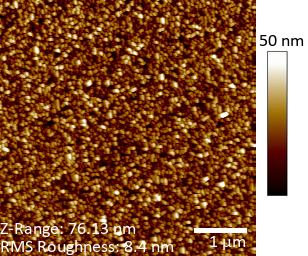 50 nm
Z-Range: 76.13 nm
1 µm
RMS Roughness: 8.4 nm